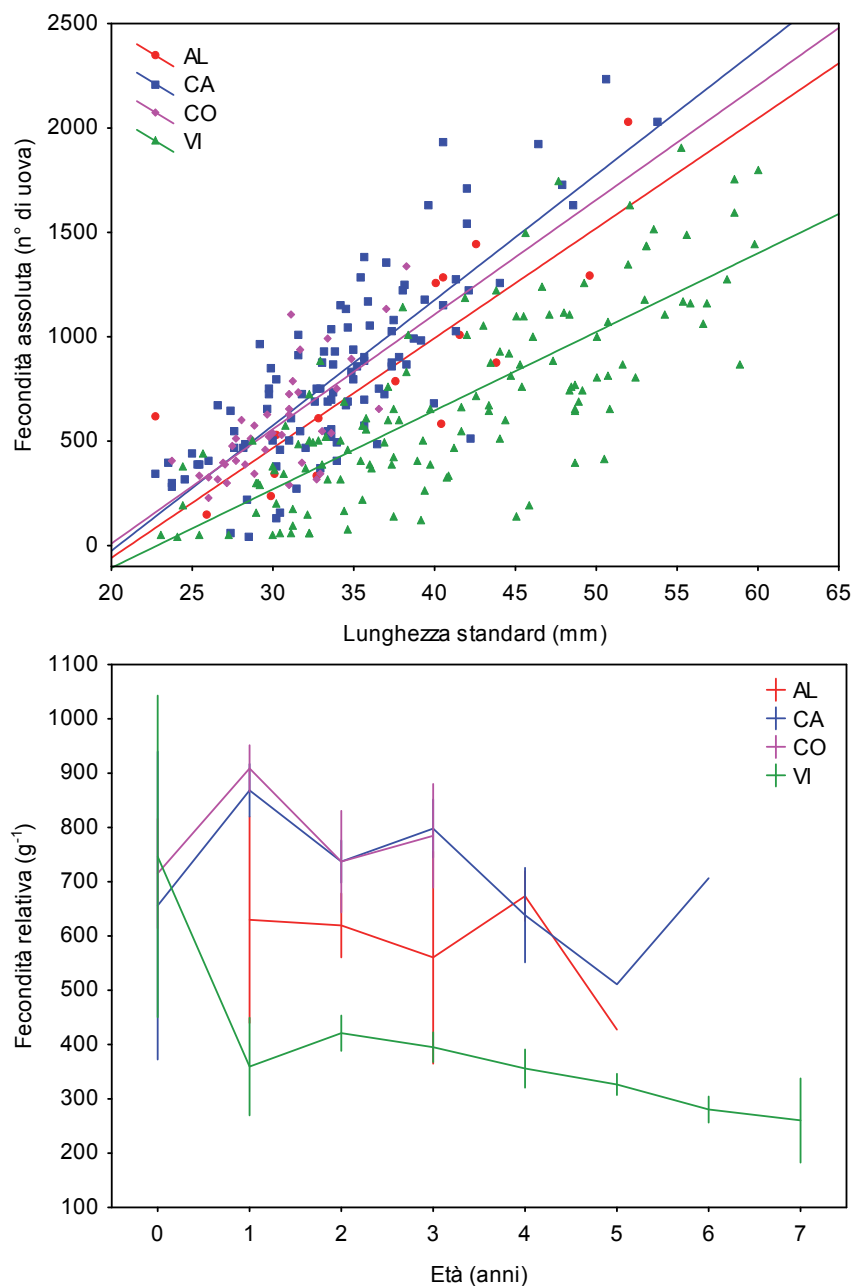 2500
2000
1500
1000
500
0
AL
CA
CO
VI
Fecondità assoluta (n° di uova)
20 25 30 35 40 45 50 55 60 65
Lunghezza standard (mm)
1100
1000
900
800
700
600
500
400
300
200
100
AL
CA
CO
VI
Fecondità relativa (g⁻¹)
0 1 2 3 4 5 6 7
Età (anni)